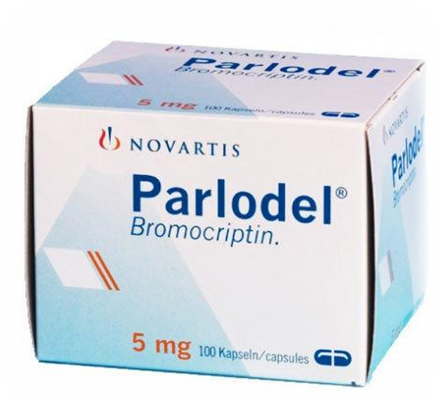 NOVARTIS
Parlodel®
Bromocriptin.
5 mg 100 Kapseln/capsules
NOVARTIS
Parlodel®
Bromocriptin.
5 mg 100 Kapseln/capsules